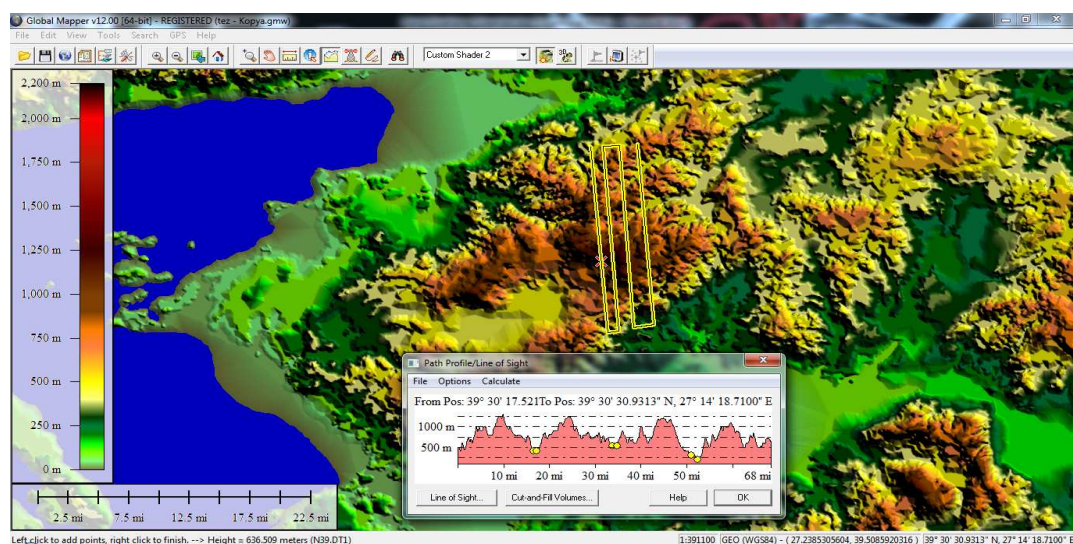 Global Mapper v12.00 [64-bit] - REGISTERED (tez - Kopya.gmw)
File Edit View Tools Search GPS Help
Custom Shader 2
3D
2,200 m
2,000 m
1,750 m
1,500 m
1,250 m
1,000 m
750 m
500 m
250 m
0 m
2.5 mi 7.5 mi 12.5 mi 17.5 mi 22.5 mi
Path Profile/Line of Sight
File Options Calculate
From Pos: 39° 30' 17.521To Pos: 39° 30' 30.9313" N, 27° 14' 18.7100" E
1000 m
500 m
10 mi 20 mi 30 mi 40 mi 50 mi 68 mi
Line of Sight... Cut-and-Fill Volumes... Help OK
Left,click to add points, right click to finish. --> Height = 636.509 meters (N39.DT1) 1:391100 GEO (WGS84) - ( 27.2385305604, 39.5085920316 ) 39° 30' 30.9313" N, 27° 14' 18.7100" E